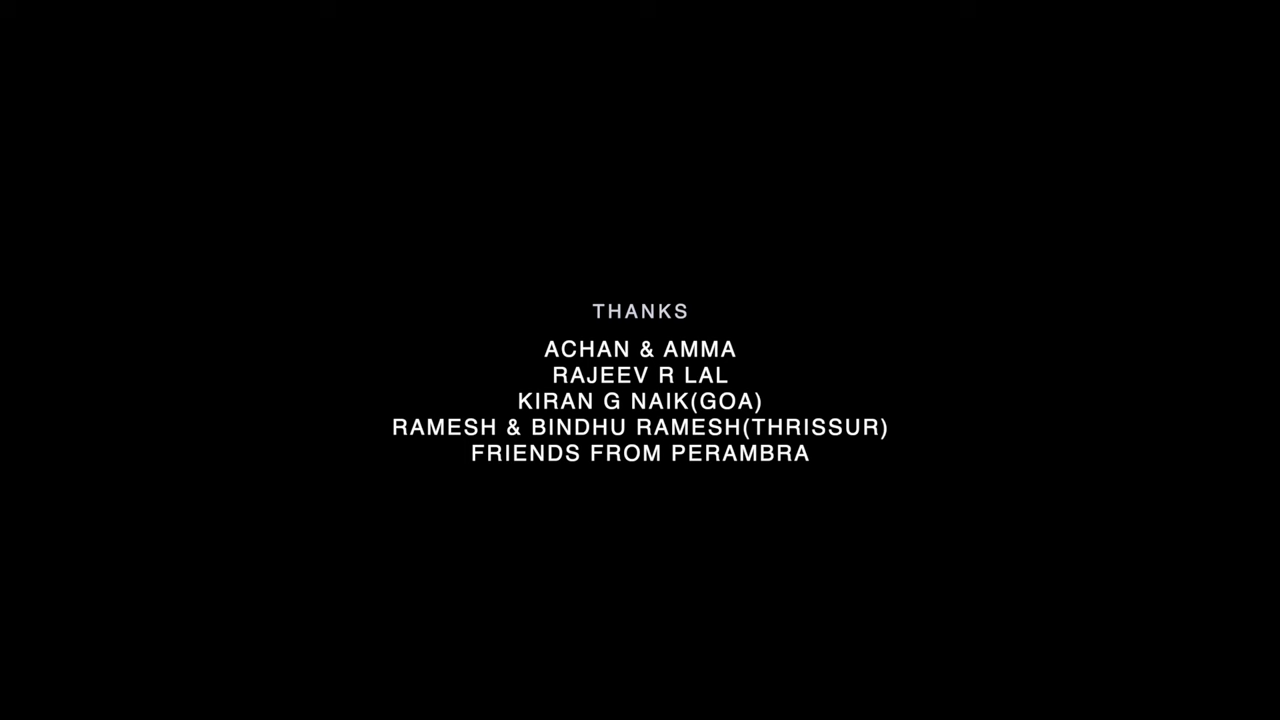 THANKS
ACHAN & AMMA
RAJEEV R LAL
KIRAN G NAIK(GOA)
RAMESH & BINDHU RAMESH(THRISSUR)
FRIENDS FROM PERAMBRA